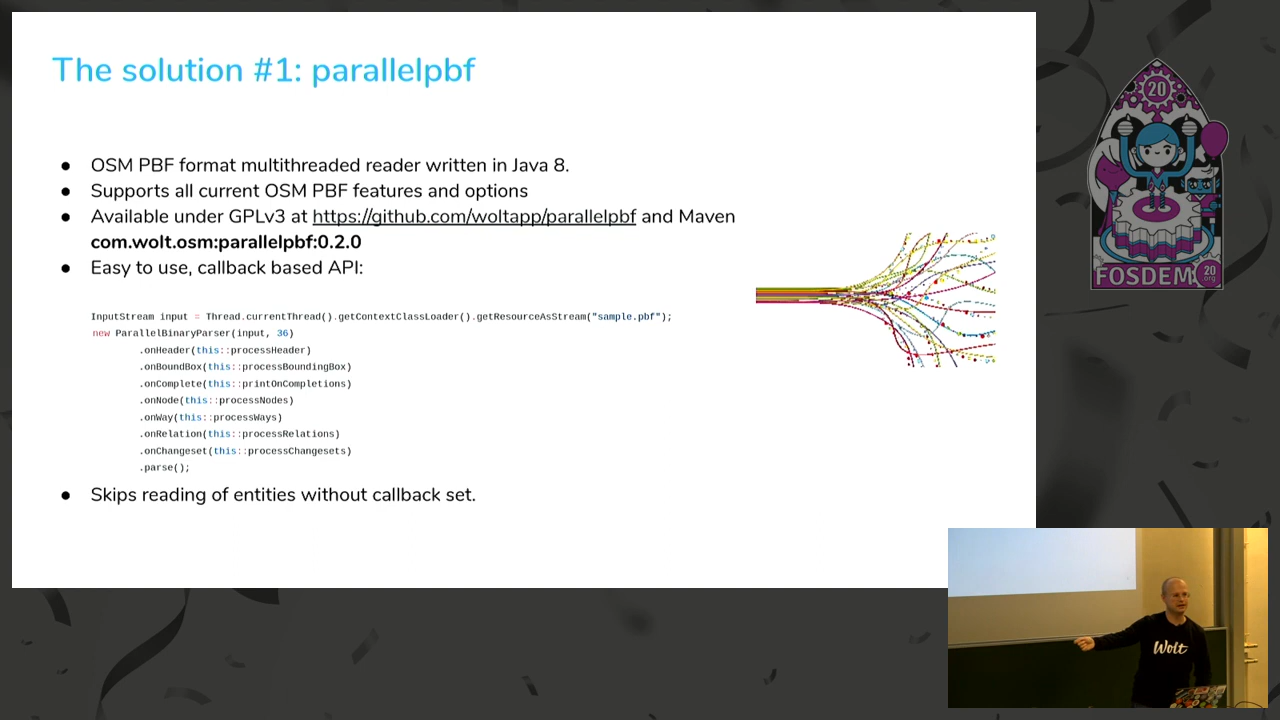 The solution #1: parallelpbf
● OSM PBF format multithreaded reader written in Java 8.
● Supports all current OSM PBF features and options
● Available under GPLv3 at https://github.com/woltapp/parallelpbf and Maven
com.wolt.osm:parallelpbf:0.2.0
● Easy to use, callback based API:
InputStream input = Thread.currentThread().getContextClassLoader().getResourceAsStream("sample.pbf");
new ParallelBinaryParser(input, 36)
.onHeader(this::processHeader)
.onBoundBox(this::processBoundingBox)
.onComplete(this::printOnCompletions)
.onNode(this::processNodes)
.onWay(this::processWays)
.onRelation(this::processRelations)
.onChangeset(this::processChangesets)
.parse();
● Skips reading of entities without callback set.
20
FOSDEM
20
.org
Wolt